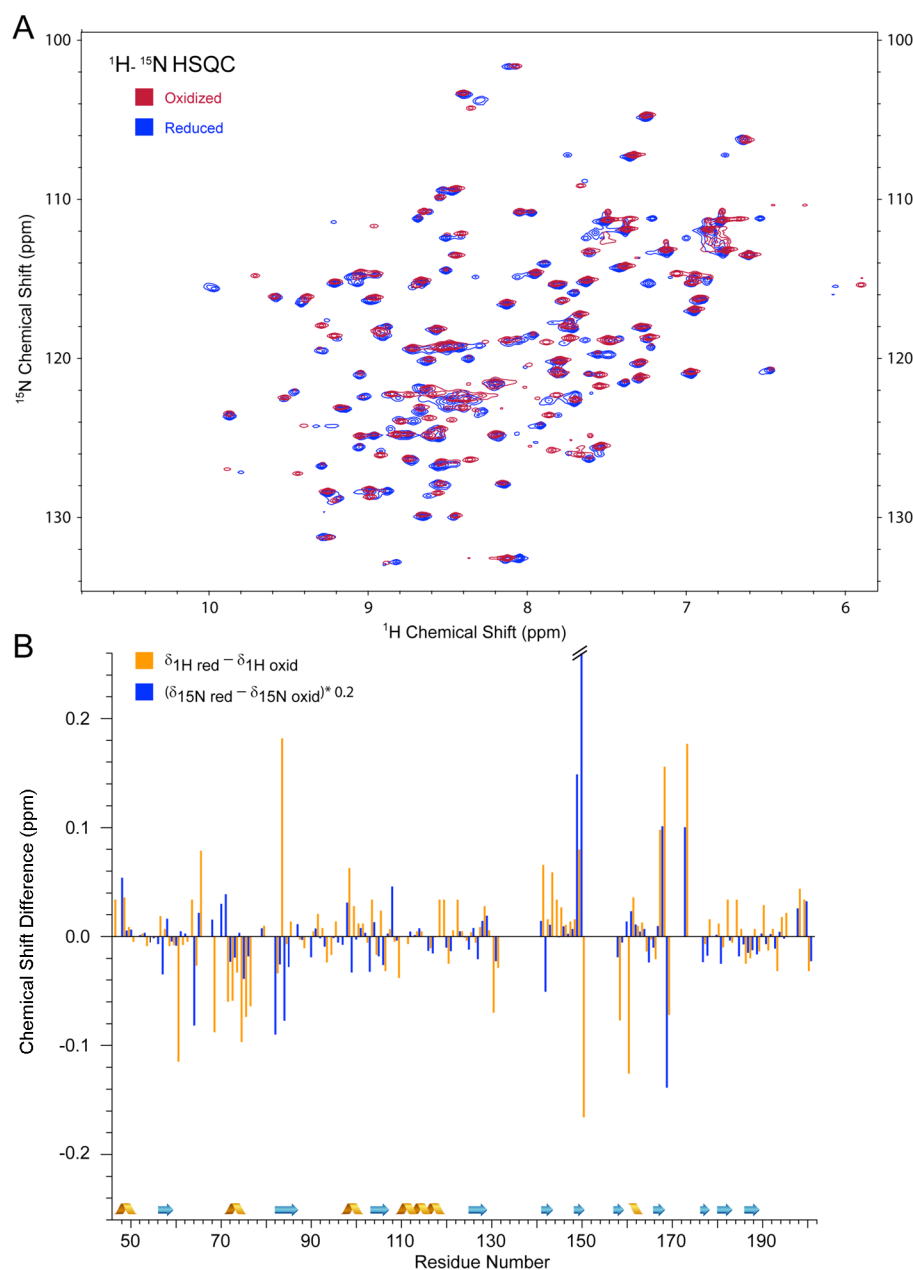 A
100
100
¹H- ¹⁵N HSQC
Oxidized
Reduced
110
110
120
120
130
130
¹⁵N Chemical Shift (ppm)
10
9
8
7
6
¹H Chemical Shift (ppm)
B
δ1H red − δ1H oxid
(δ15N red − δ15N oxid)* 0.2
0.2
0.1
0.0
-0.1
-0.2
Chemical Shift Difference (ppm)
50
70
90
110
130
150
170
190
Residue Number